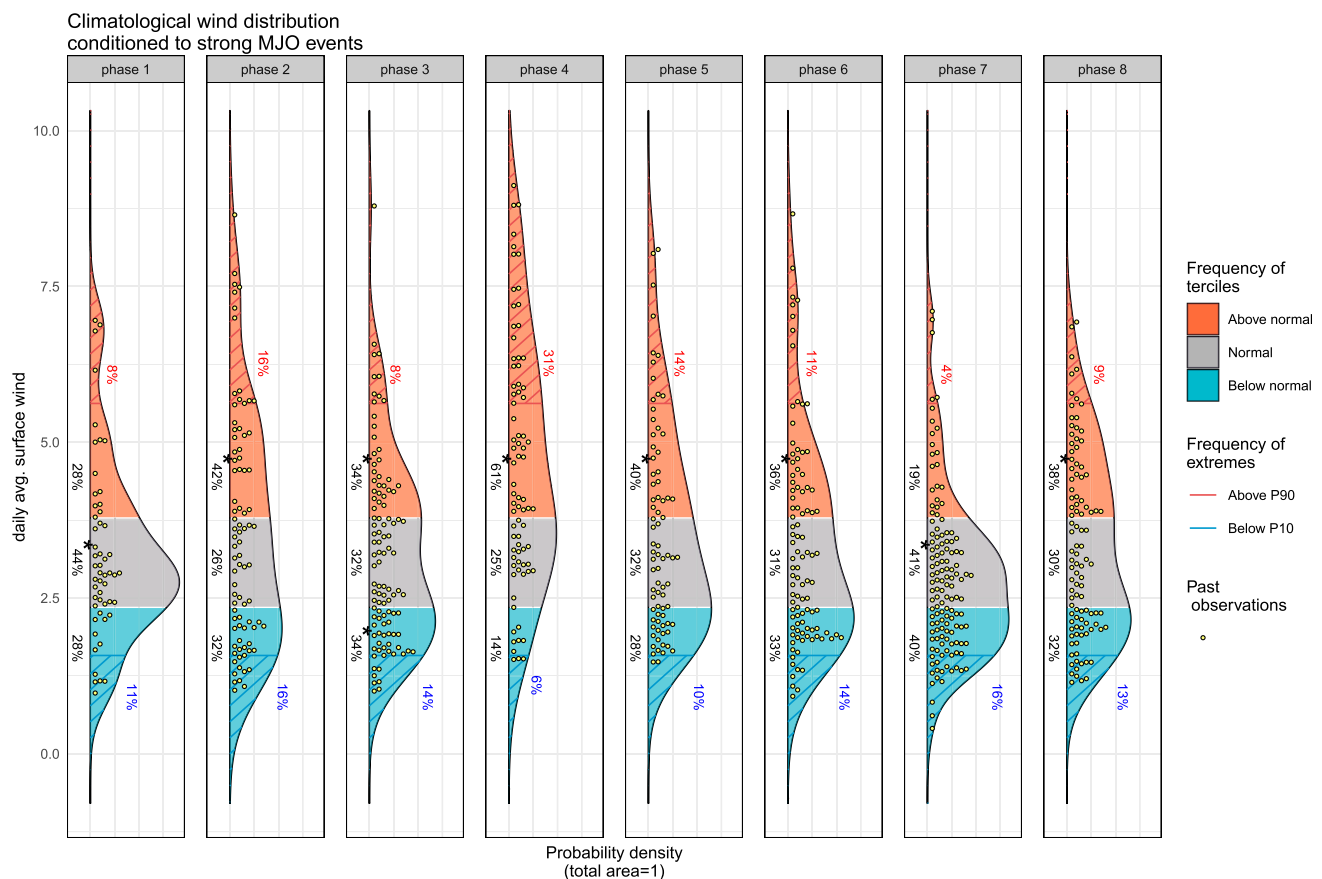 Climatological wind distribution
conditioned to strong MJO events
phase 1
phase 2
phase 3
phase 4
phase 5
phase 6
phase 7
phase 8
10.0
7.5
5.0
2.5
0.0
daily avg. surface wind
8%
28%
*
44%
28%
11%
16%
*
42%
26%
32%
16%
8%
*
34%
32%
*
34%
14%
31%
*
61%
25%
14%
6%
14%
*
40%
32%
28%
10%
11%
*
36%
31%
33%
14%
4%
19%
*
41%
40%
16%
9%
*
38%
30%
32%
13%
Probability density
(total area=1)
Frequency of
terciles
Above normal
Normal
Below normal
Frequency of
extremes
Above P90
Below P10
Past
observations